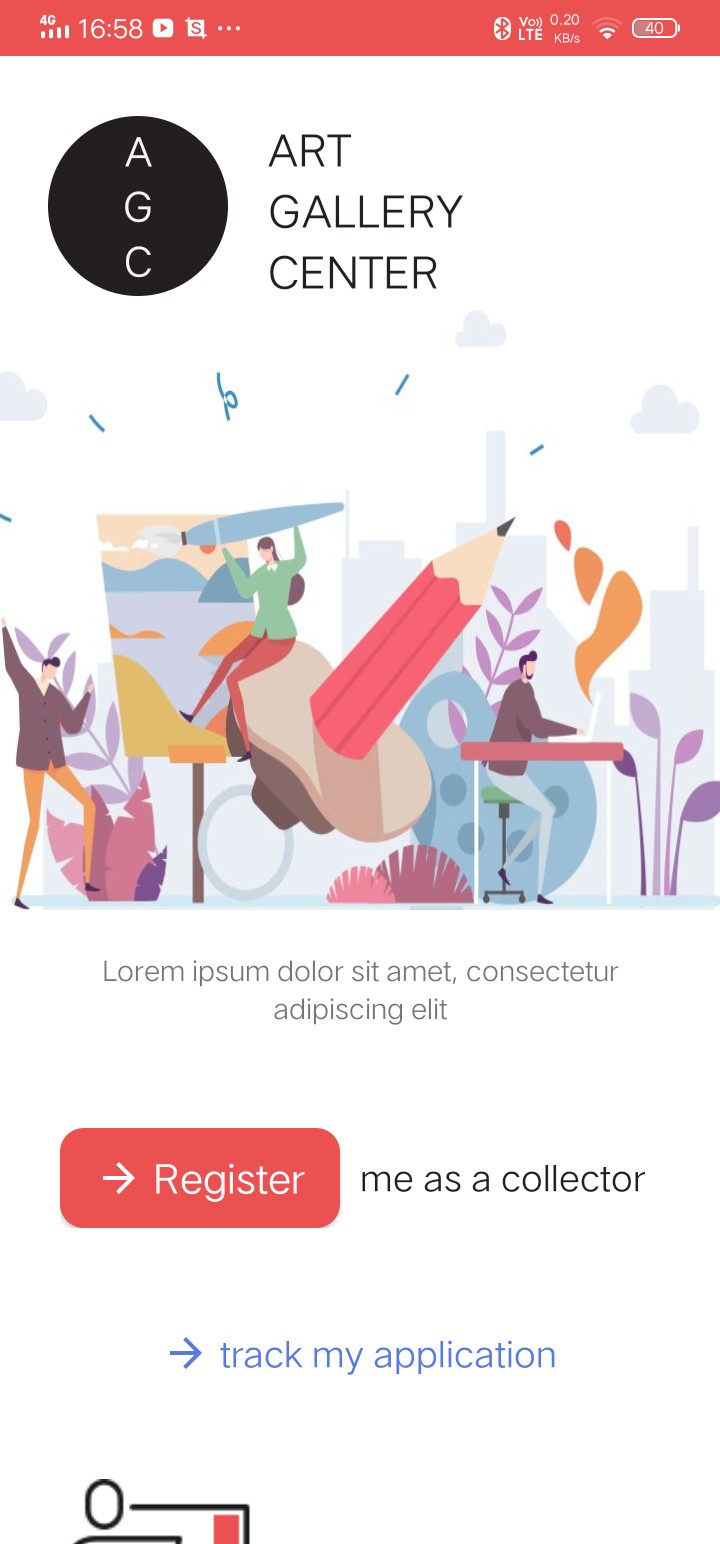 4G 16:58 Vo)) LTE 0.20 KB/s 40
A
G
C
ART
GALLERY
CENTER
Lorem ipsum dolor sit amet, consectetur
adipiscing elit
Register me as a collector
track my application